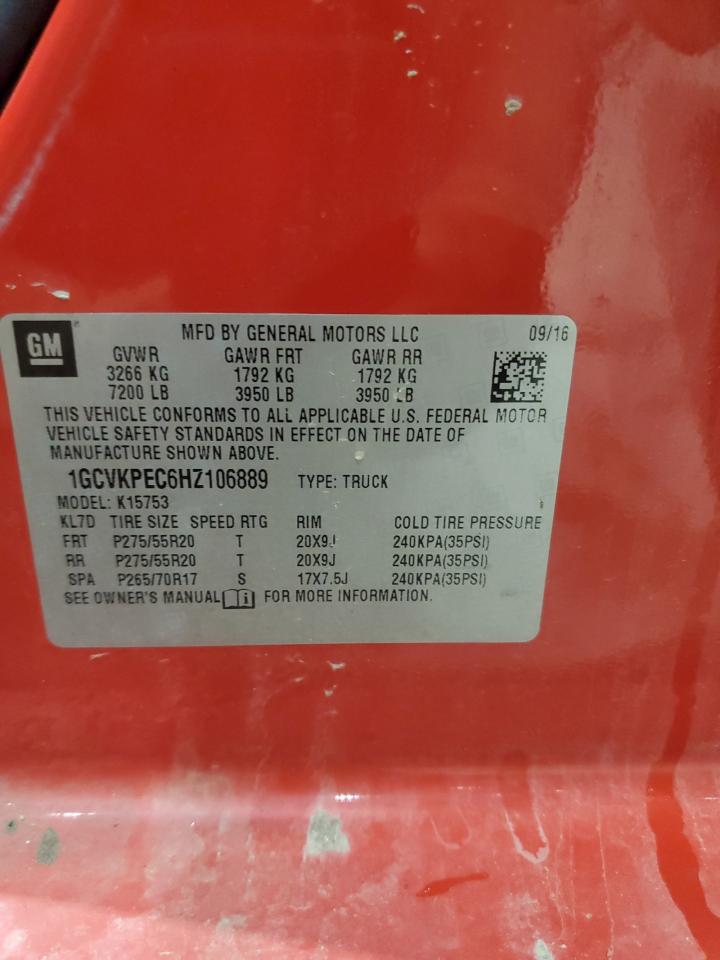 GM
MFD BY GENERAL MOTORS LLC 09/16
GVWR GAWR FRT GAWR RR
3266 KG 1792 KG 1792 KG
7200 LB 3950 LB 3950 LB
THIS VEHICLE CONFORMS TO ALL APPLICABLE U.S. FEDERAL MOTOR
VEHICLE SAFETY STANDARDS IN EFFECT ON THE DATE OF
MANUFACTURE SHOWN ABOVE.
1GCVKPEC6HZ106889 TYPE: TRUCK
MODEL: K15753
KL7D TIRE SIZE SPEED RTG RIM COLD TIRE PRESSURE
FRT P275/55R20 T 20X9J 240KPA(35PSI)
RR P275/55R20 T 20X9J 240KPA(35PSI)
SPA P265/70R17 S 17X7.5J 240KPA(35PSI)
SEE OWNER'S MANUAL i FOR MORE INFORMATION.